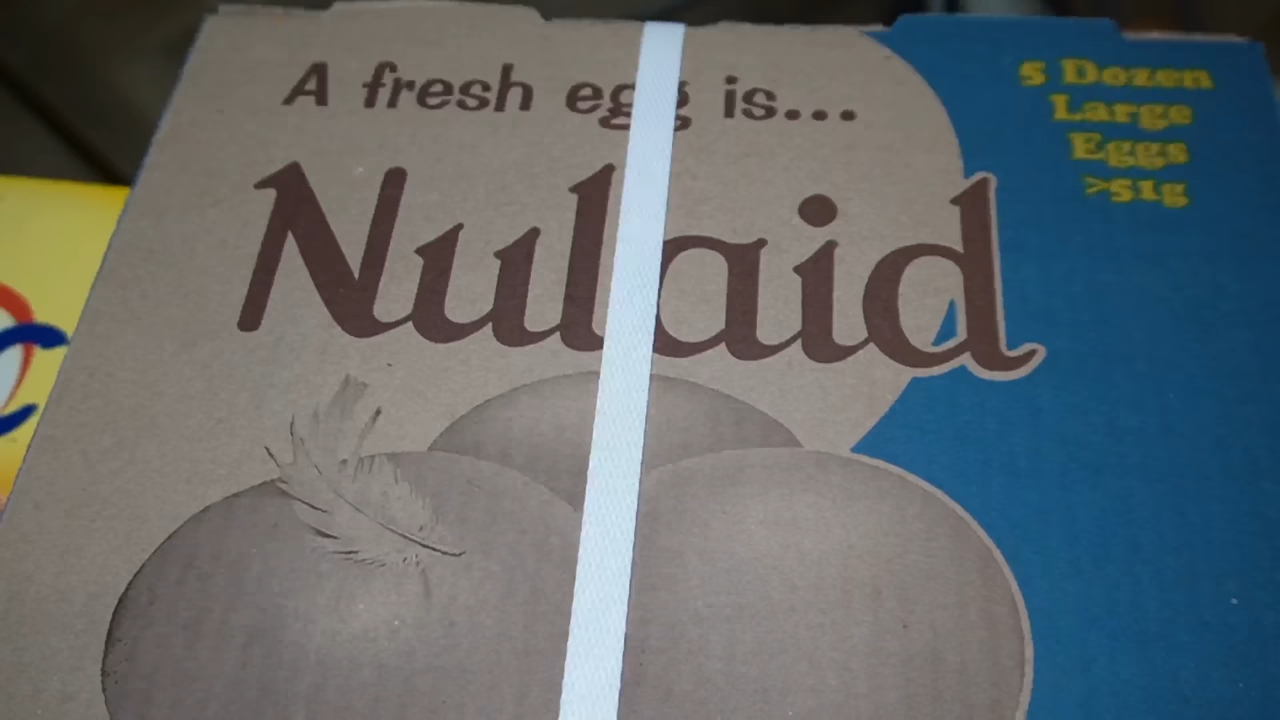 A fresh egg is...
Nulaid
5 Dozen
Large
Eggs
>51g